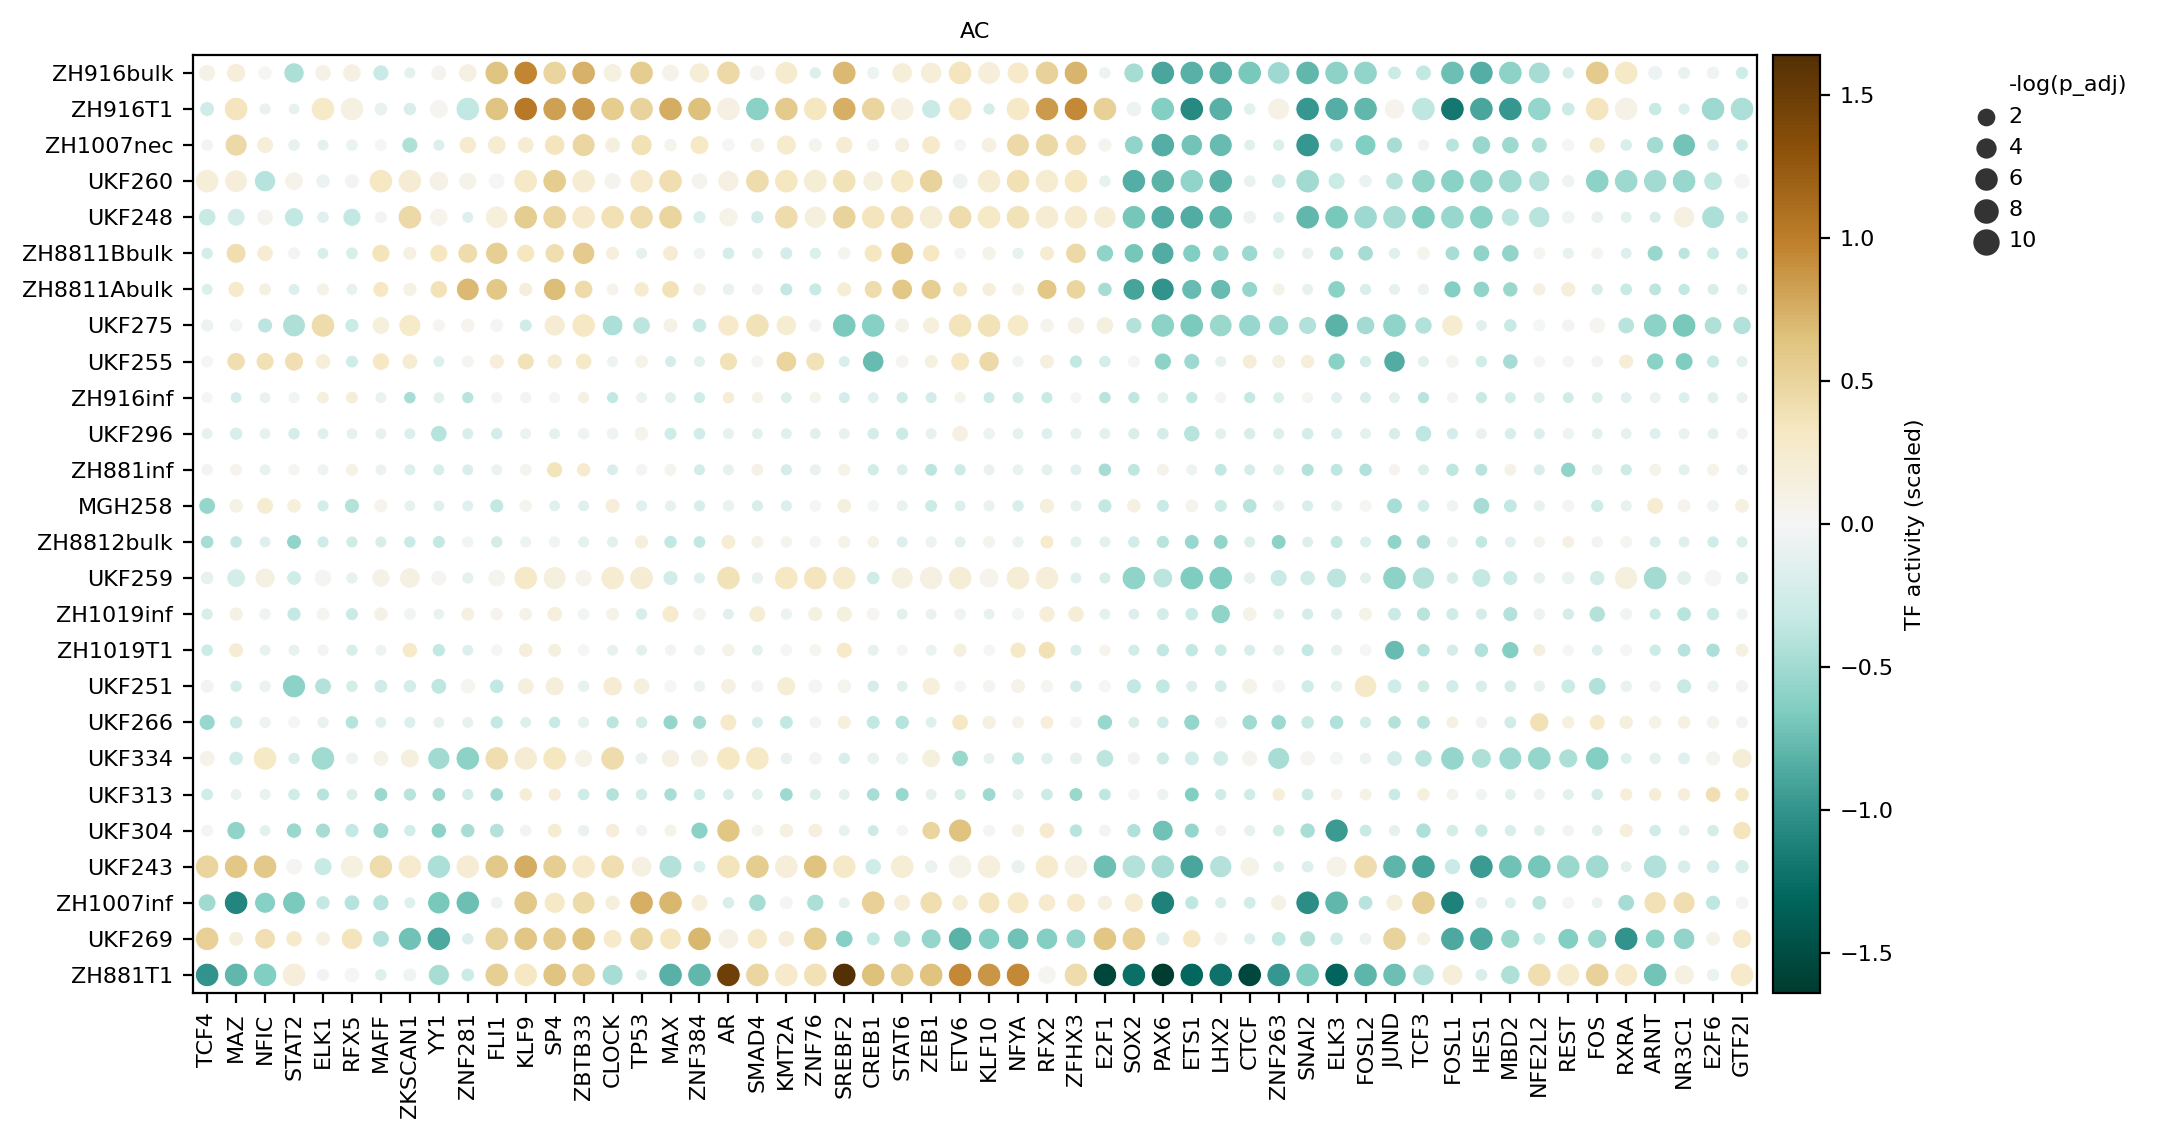 AC
ZH916bulk
ZH916T1
ZH1007nec
UKF260
UKF248
ZH8811Bbulk
ZH8811Abulk
UKF275
UKF255
ZH916inf
UKF296
ZH881inf
MGH258
ZH8812bulk
UKF259
ZH1019inf
ZH1019T1
UKF251
UKF266
UKF334
UKF313
UKF304
UKF243
ZH1007inf
UKF269
ZH881T1
TCF4
MAZ
NFIC
STAT2
ELK1
RFX5
MAFF
ZKSCAN1
YY1
ZNF281
FLI1
KLF9
SP4
ZBTB33
CLOCK
TP53
MAX
ZNF384
AR
SMAD4
KMT2A
ZNF76
SREBF2
CREB1
STAT6
ZEB1
ETV6
KLF10
NFYA
RFX2
ZFHX3
E2F1
SOX2
PAX6
ETS1
LHX2
CTCF
ZNF263
SNAI2
ELK3
FOSL2
JUND
TCF3
FOSL1
HES1
MBD2
NFE2L2
REST
FOS
RXRA
ARNT
NR3C1
E2F6
GTF2I
1.5
1.0
0.5
0.0
−0.5
−1.0
−1.5
TF activity (scaled)
-log(p_adj)
2
4
6
8
10